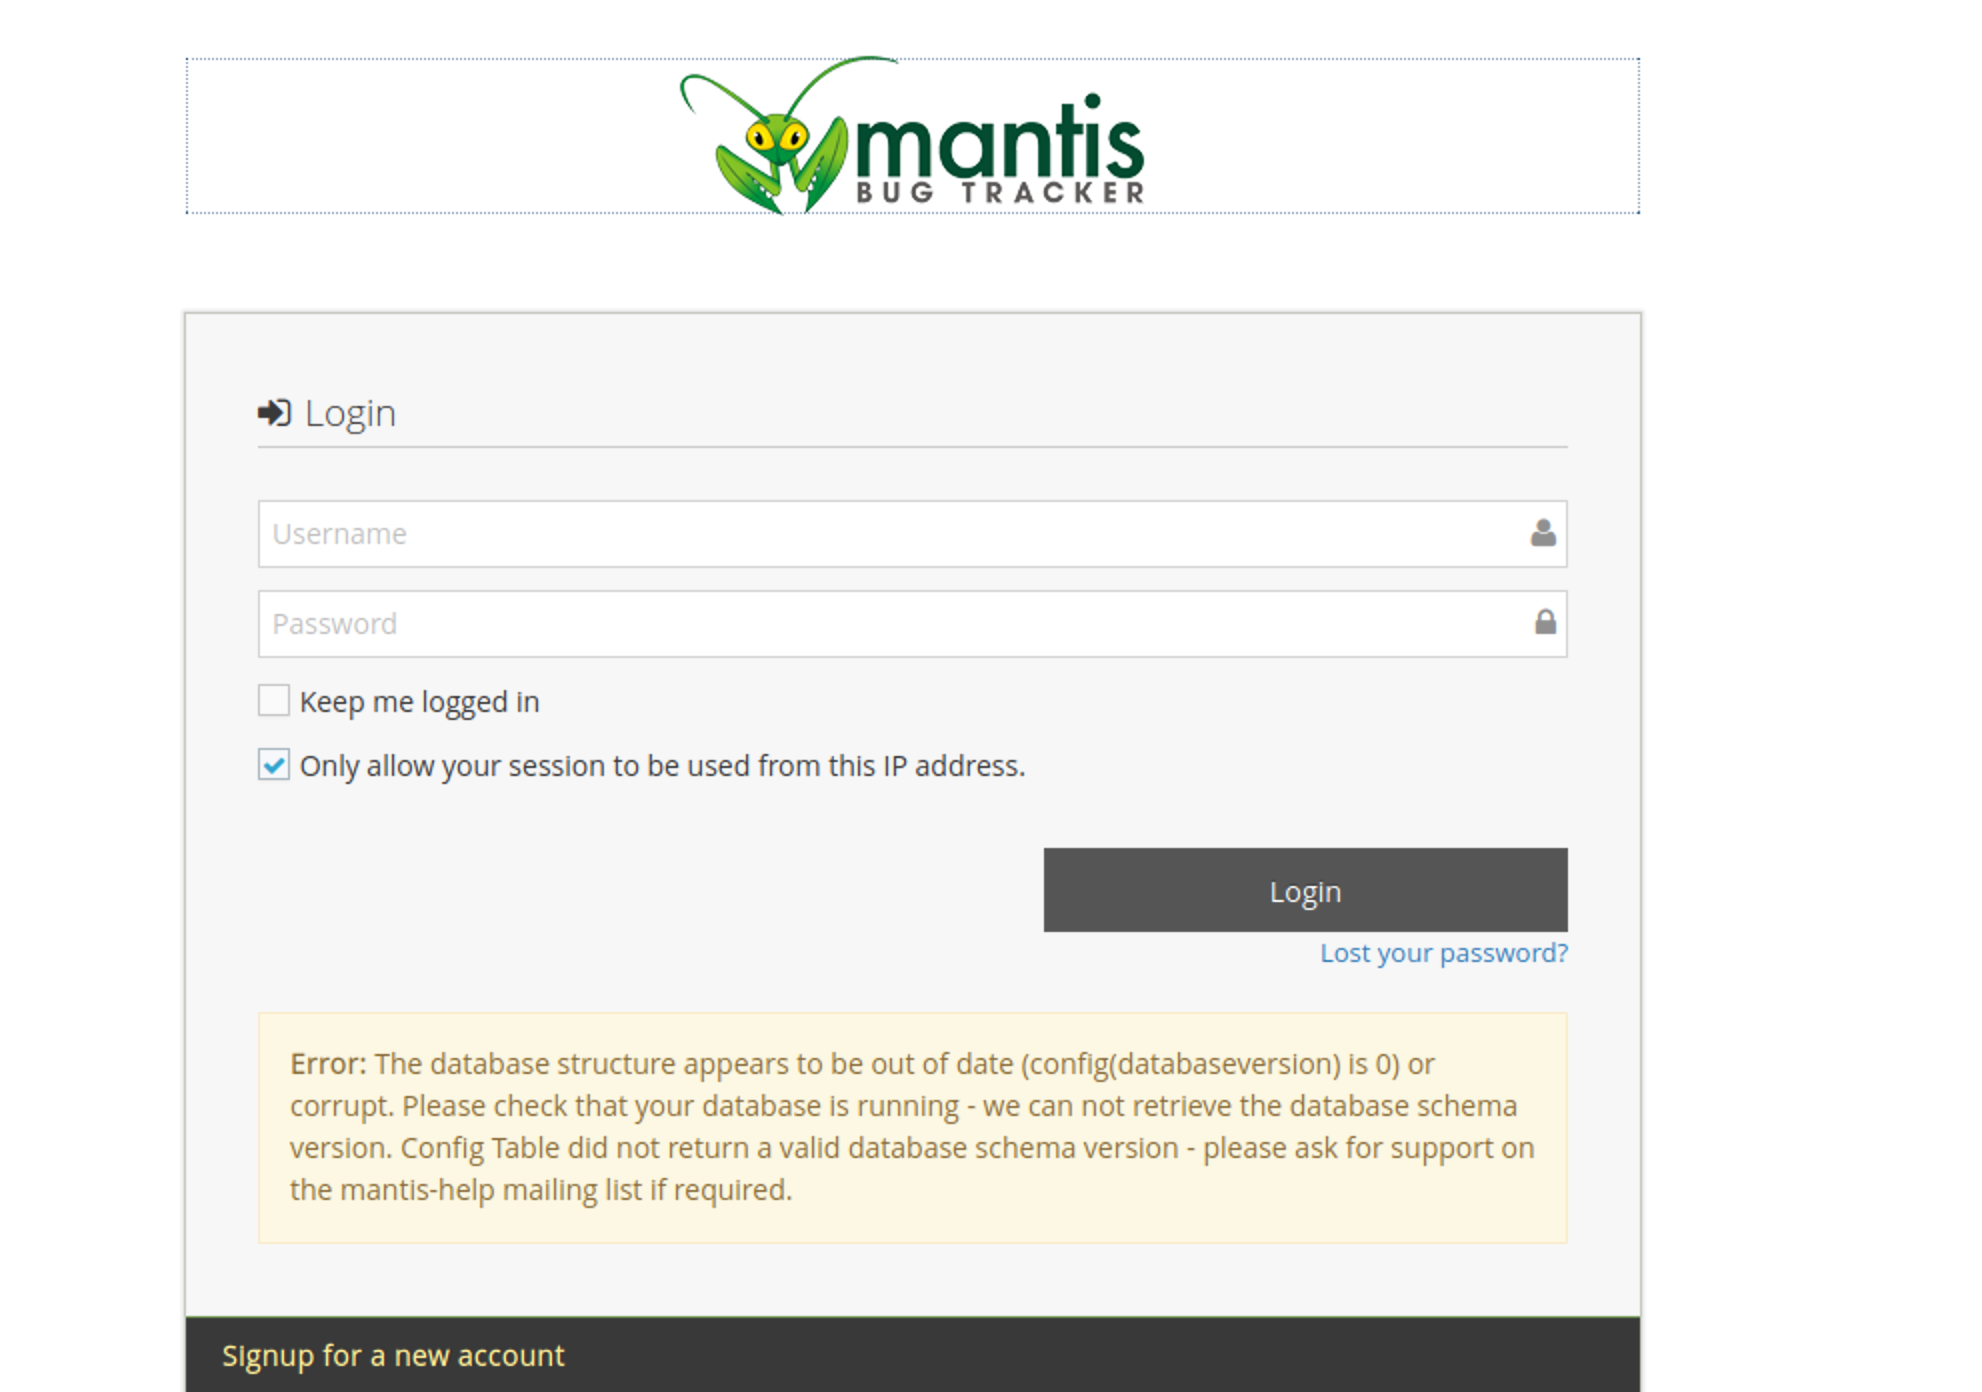 mantis
BUG TRACKER
Login
Username
Password
Keep me logged in
Only allow your session to be used from this IP address.
Login
Lost your password?
Error: The database structure appears to be out of date (config(databaseversion) is 0) or
corrupt. Please check that your database is running - we can not retrieve the database schema
version. Config Table did not return a valid database schema version - please ask for support on
the mantis-help mailing list if required.
Signup for a new account